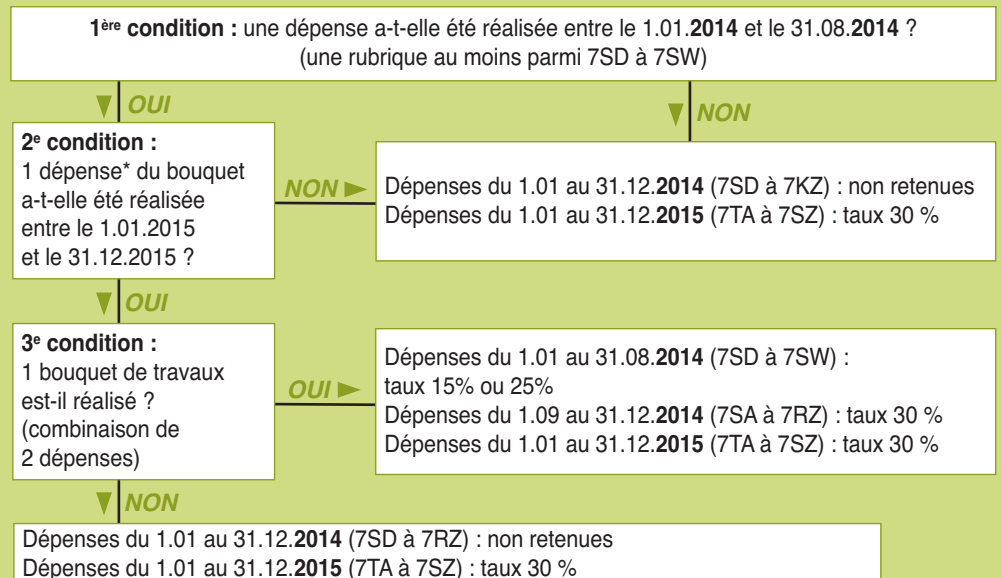 1ère condition : une dépense a-t-elle été réalisée entre le 1.01.2014 et le 31.08.2014 ?
(une rubrique au moins parmi 7SD à 7SW)
OUI
NON
2e condition :
1 dépense* du bouquet
a-t-elle été réalisée
entre le 1.01.2015
et le 31.12.2015 ?
NON
Dépenses du 1.01 au 31.12.2014 (7SD à 7KZ) : non retenues
Dépenses du 1.01 au 31.12.2015 (7TA à 7SZ) : taux 30 %
OUI
3e condition :
1 bouquet de travaux
est-il réalisé ?
(combinaison de
2 dépenses)
OUI
Dépenses du 1.01 au 31.08.2014 (7SD à 7SW) :
taux 15% ou 25%
Dépenses du 1.09 au 31.12.2014 (7SA à 7RZ) : taux 30 %
Dépenses du 1.01 au 31.12.2015 (7TA à 7SZ) : taux 30 %
NON
Dépenses du 1.01 au 31.12.2014 (7SD à 7RZ) : non retenues
Dépenses du 1.01 au 31.12.2015 (7TA à 7SZ) : taux 30 %